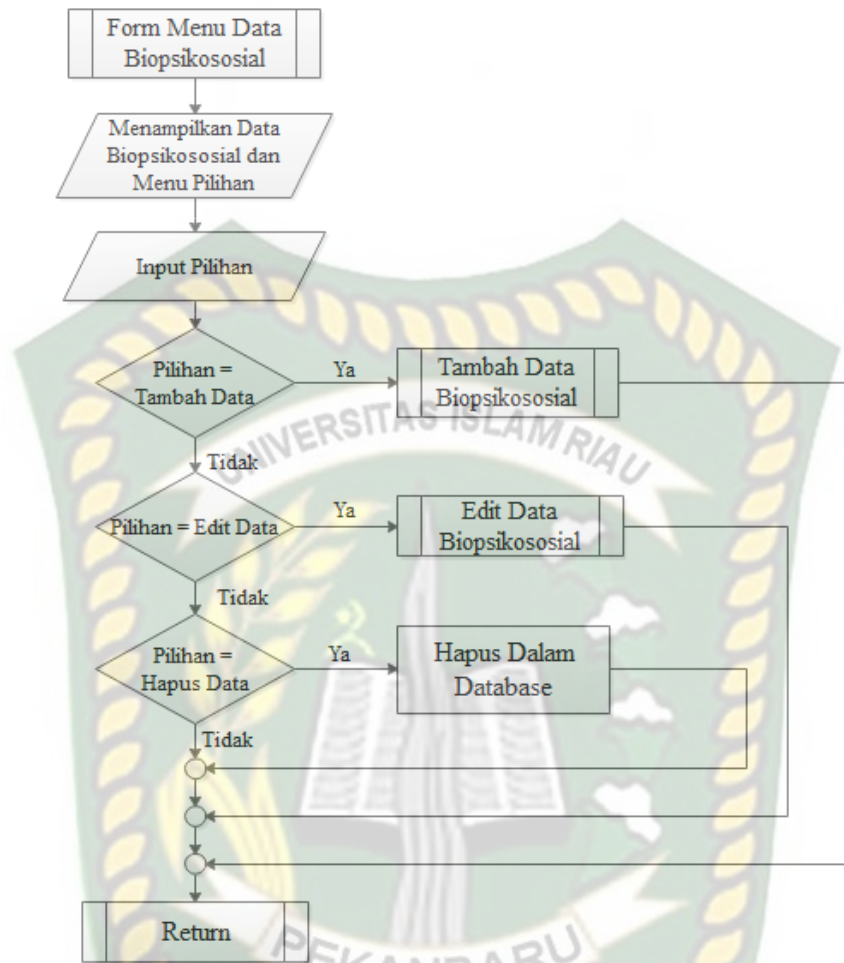 Form Menu Data
Biopsikososial
Menampilkan Data
Biopsikososial dan
Menu Pilihan
Input Pilihan
Pilihan =
Tambah Data
Ya
Tambah Data
Biopsikososial
UNIVERSITAS ISLAM RIAU
Tidak
Pilihan = Edit Data
Ya
Edit Data
Biopsikososial
Tidak
Pilihan =
Hapus Data
Ya
Hapus Dalam
Database
Tidak
Return
PEKANBARU